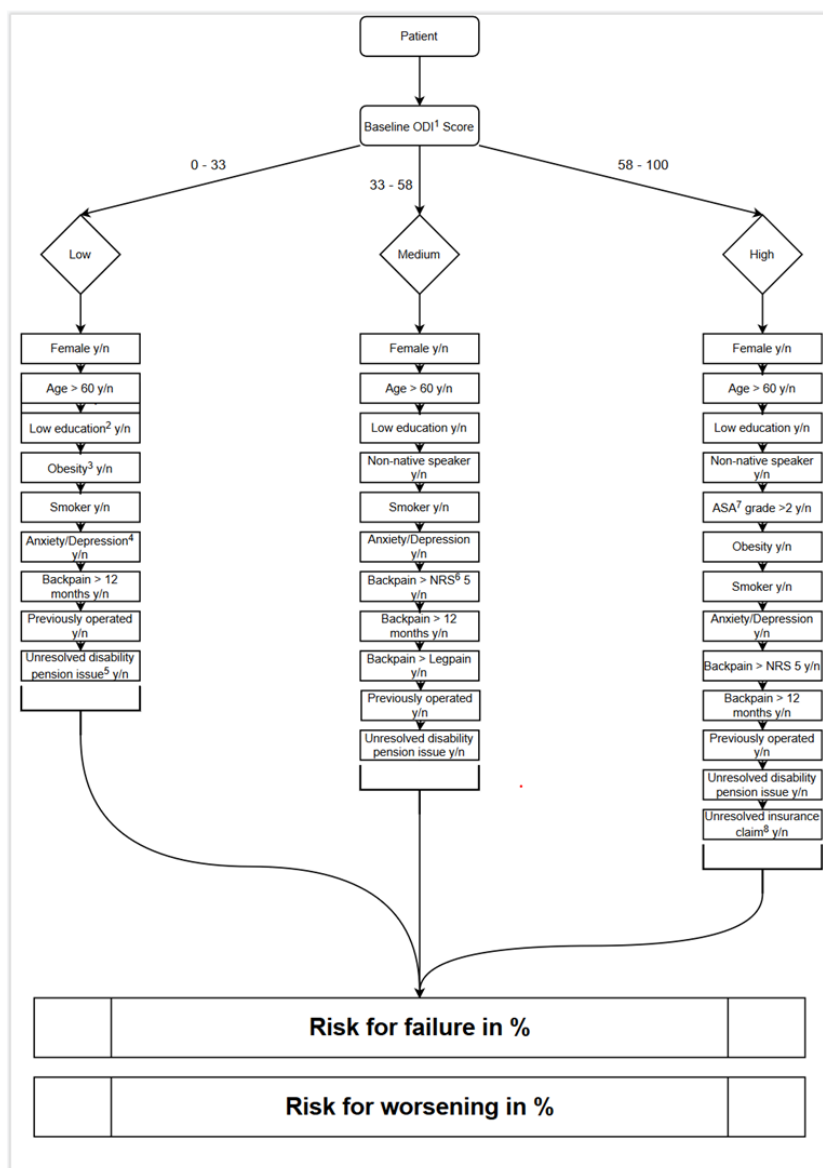 Patient
Baseline ODI¹ Score
0 - 33
33 - 58
58 - 100
Low
Medium
High
Female y/n
Age > 60 y/n
Low education² y/n
Obesity³ y/n
Smoker y/n
Anxiety/Depression⁴
y/n
Backpain > 12
months y/n
Previously operated
y/n
Unresolved disability
pension issue⁵ y/n
Female y/n
Age > 60 y/n
Low education y/n
Non-native speaker
y/n
Smoker y/n
Anxiety/Depression
y/n
Backpain > NRS⁶ 5
y/n
Backpain > 12
months y/n
Backpain > Legpain
y/n
Previously operated
y/n
Unresolved disability
pension issue y/n
Female y/n
Age > 60 y/n
Low education y/n
Non-native speaker
y/n
ASA⁷ grade >2 y/n
Obesity y/n
Smoker y/n
Anxiety/Depression
y/n
Backpain > NRS 5 y/n
Backpain > 12
months y/n
Previously operated
y/n
Unresolved disability
pension issue y/n
Unresolved insurance
claim⁸ y/n
Risk for failure in %
Risk for worsening in %